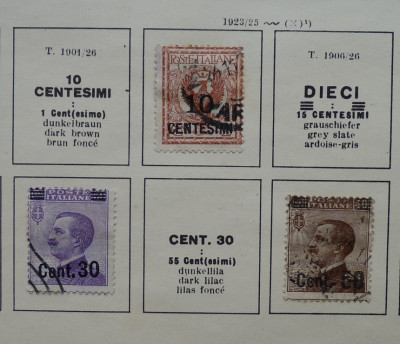 1923/25 ~~ (X)¹)
T. 1901/26
10
CENTESIMI
:
1 Cent(esimo)
dunkelbraun
dark brown
brun foncé
POSTE ITALIANE
10
CENTESIMI
T. 1906/26
DIECI
15 CENTESIMI
grauschiefer
grey slate
ardoise-gris
ITALIANE
Cent. 30
CENT. 30
:
55 Cent(esimi)
dunkellila
dark lilac
lilas foncé
ITALIANE
Cent.